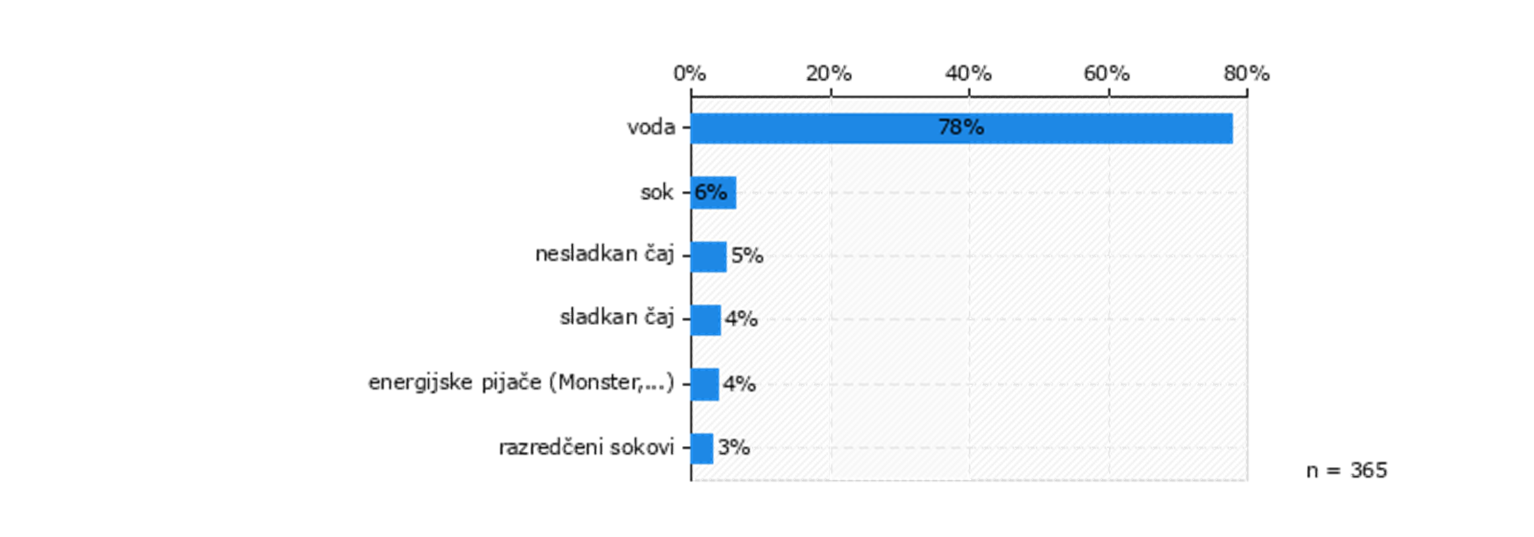 0% 20% 40% 60% 80%
voda 78%
sok 6%
nesladkan čaj 5%
sladkan čaj 4%
energijske pijače (Monster,...) 4%
razredčeni sokovi 3%
n = 365